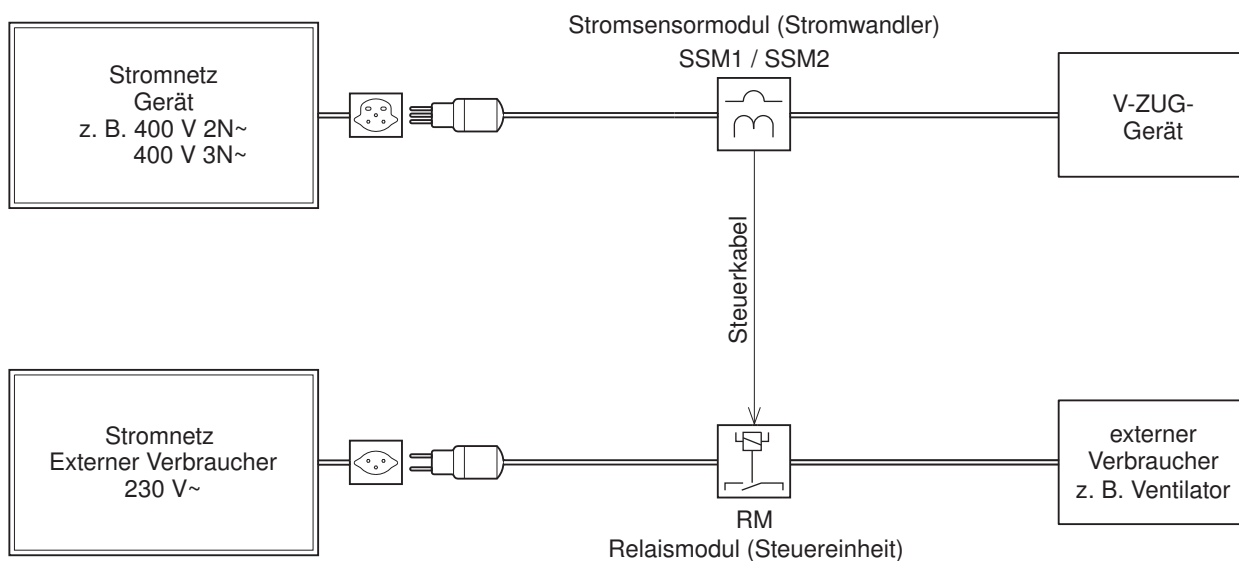 Stromsensormodul (Stromwandler)
SSM1 / SSM2
Stromnetz
Gerät
z. B. 400 V 2N~
400 V 3N~
V-ZUG-
Gerät
Steuerkabel
Stromnetz
Externer Verbraucher
230 V~
externer
Verbraucher
z. B. Ventilator
RM
Relaismodul (Steuereinheit)